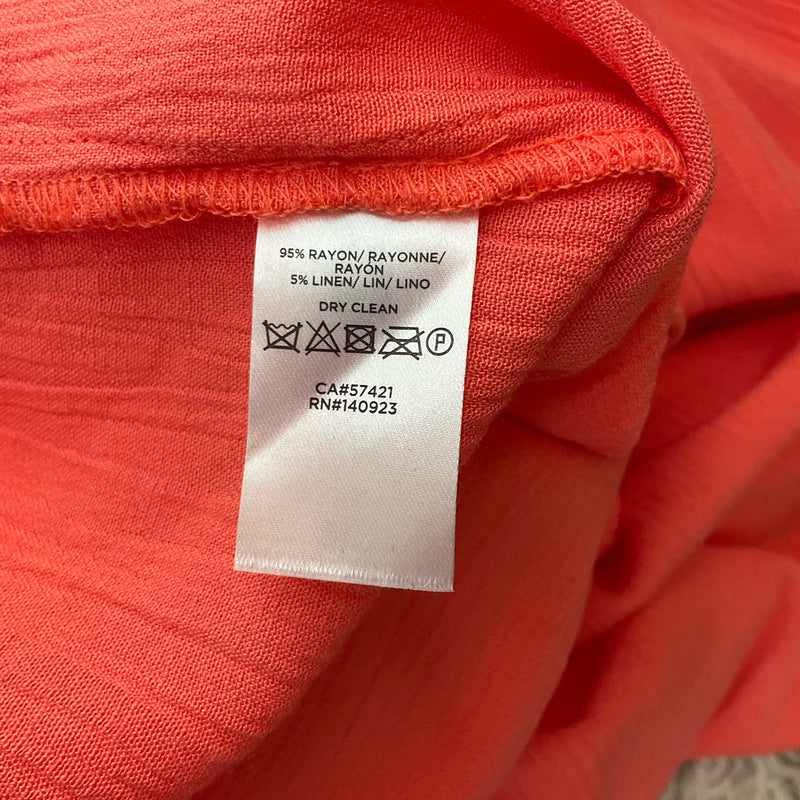 95% RAYON/ RAYONNE/
RAYÓN
5% LINEN/ LIN/ LINO
DRY CLEAN
P
CA#57421
RN#140923